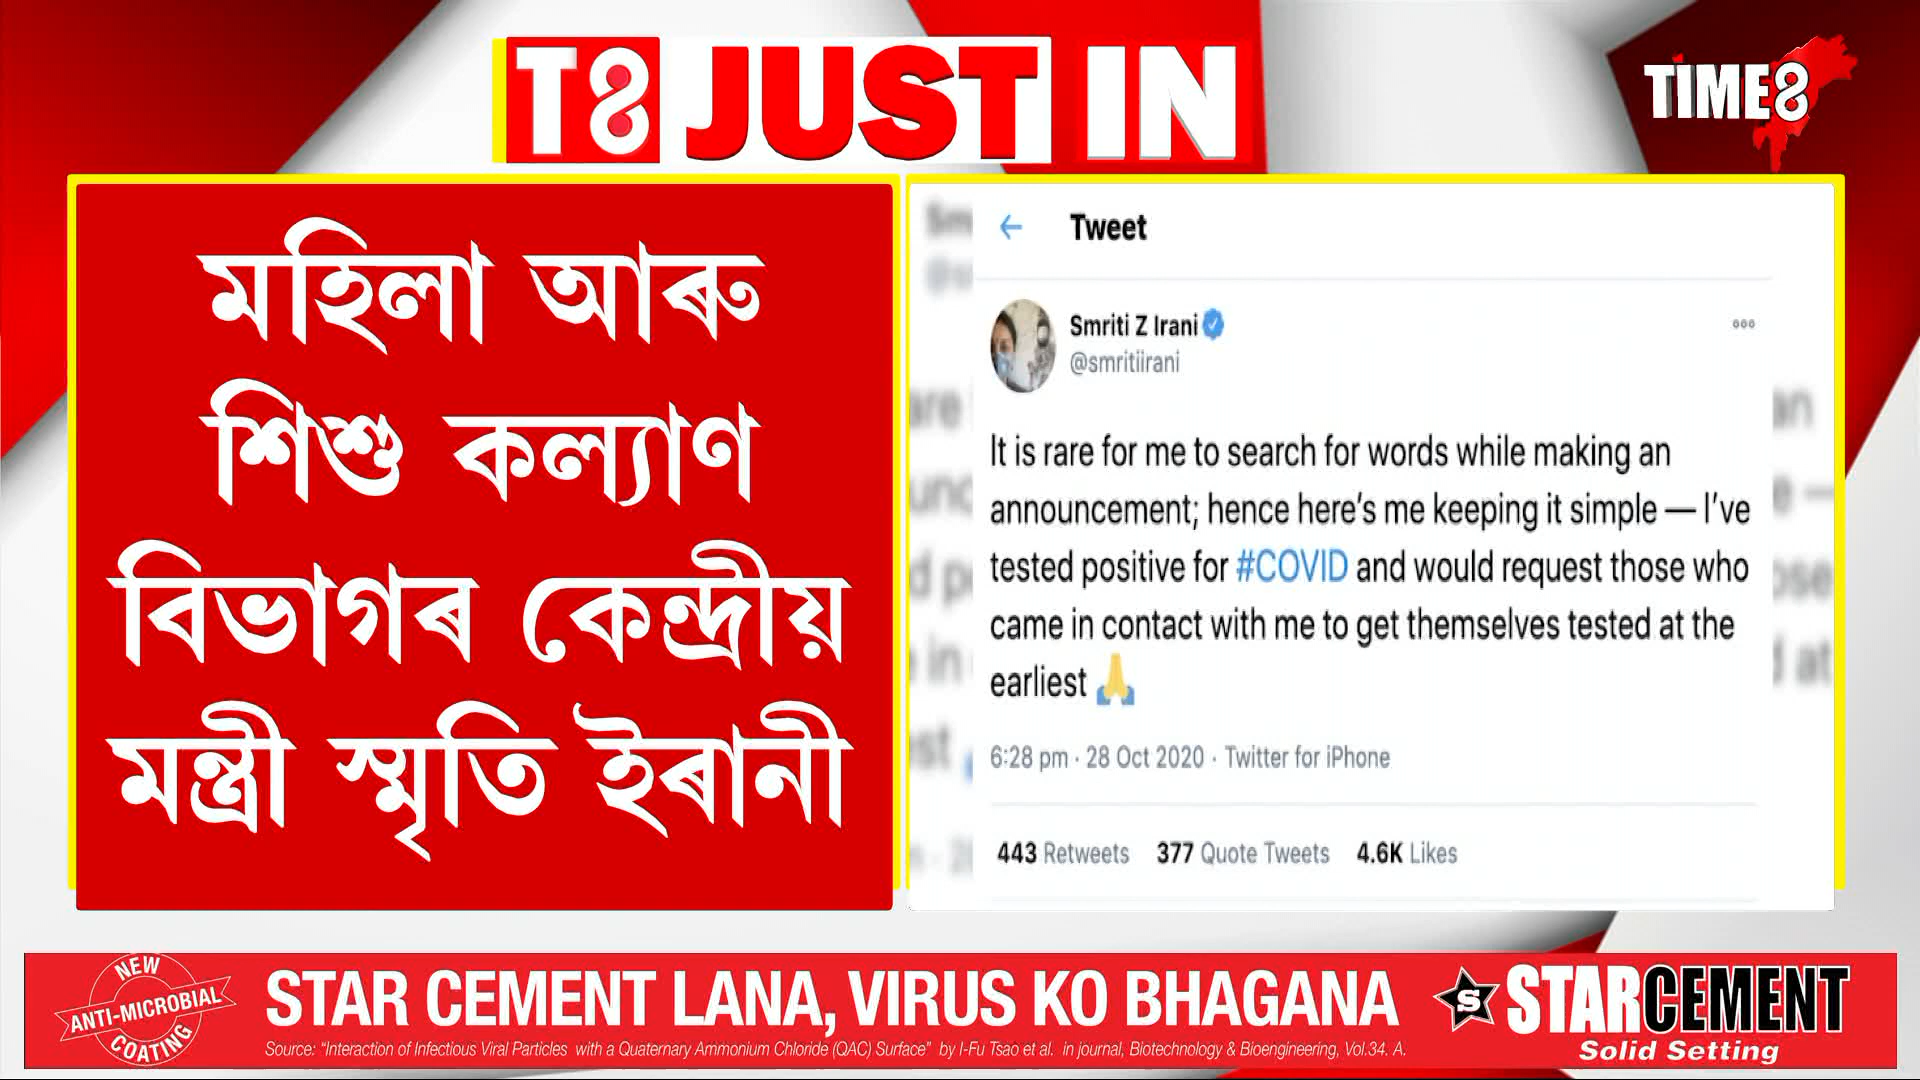 T8 JUST IN
TIME8
মহিলা আৰু
শিশু কল্যাণ
বিভাগৰ কেন্দ্ৰীয়
মন্ত্ৰী স্মৃতি ইৰানী
← Tweet
Smriti Z Irani
@smritiirani
It is rare for me to search for words while making an
announcement; hence here’s me keeping it simple — I’ve
tested positive for #COVID and would request those who
came in contact with me to get themselves tested at the
earliest 🙏
6:28 pm · 28 Oct 2020 · Twitter for iPhone
443 Retweets 377 Quote Tweets 4.6K Likes
NEW
ANTI-MICROBIAL
COATING
STAR CEMENT LANA, VIRUS KO BHAGANA
Source: “Interaction of Infectious Viral Particles with a Quaternary Ammonium Chloride (QAC) Surface” by I-Fu Tsao et al. in journal, Biotechnology & Bioengineering, Vol.34. A.
S STAR CEMENT
Solid Setting